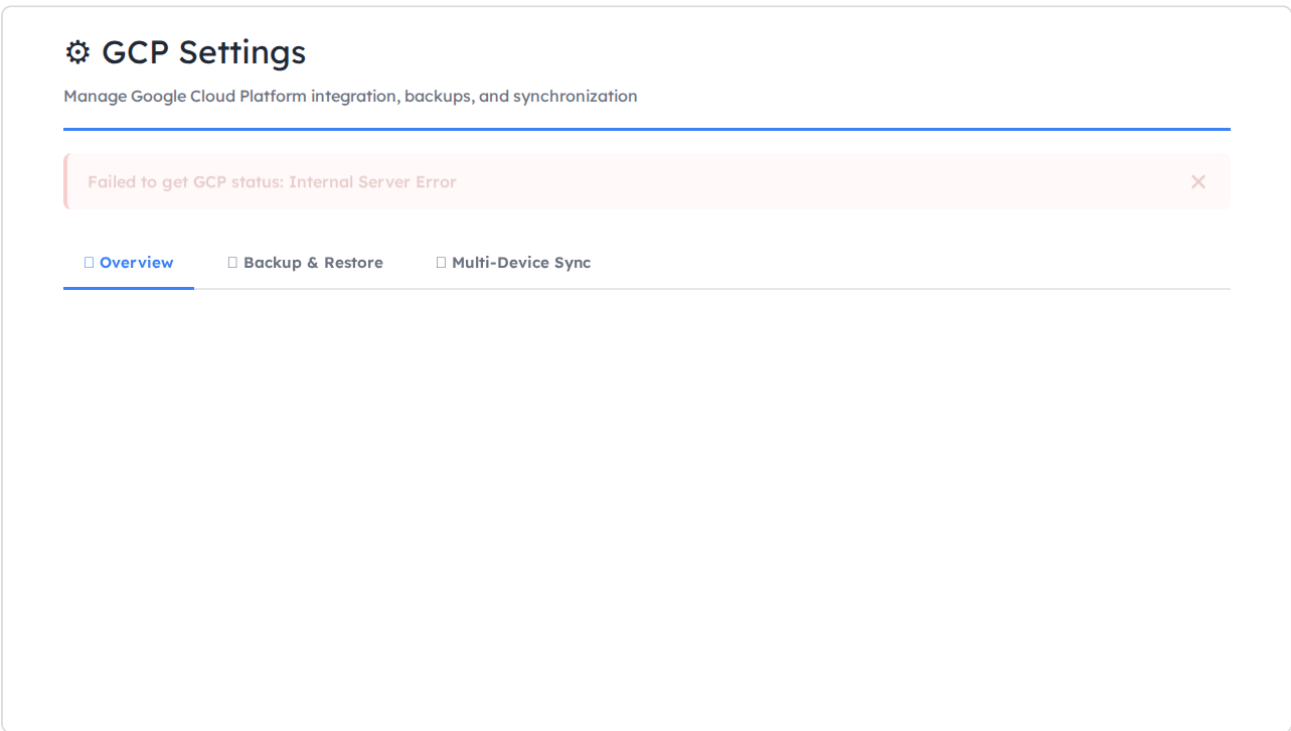 ⚙ GCP Settings
Manage Google Cloud Platform integration, backups, and synchronization
Failed to get GCP status: Internal Server Error ✕
Overview Backup & Restore Multi-Device Sync